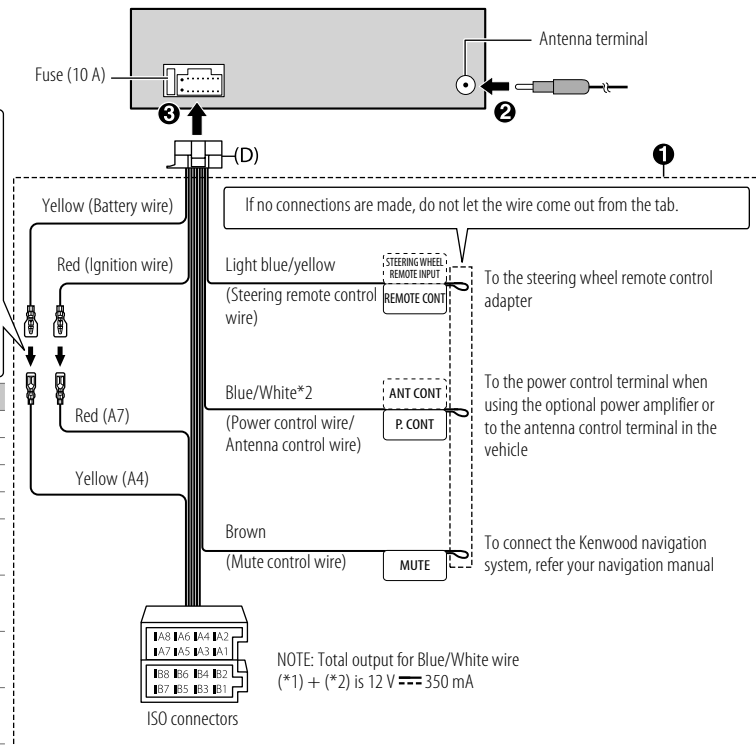 Antenna terminal
Fuse (10 A)
❸
❷
(D)
❶
Yellow (Battery wire)
If no connections are made, do not let the wire come out from the tab.
Red (Ignition wire)
Light blue/yellow
(Steering remote control
wire)
STEERING WHEEL
REMOTE INPUT
REMOTE CONT
To the steering wheel remote control
adapter
Blue/White*2
(Power control wire/
Antenna control wire)
ANT CONT
P. CONT
To the power control terminal when
using the optional power amplifier or
to the antenna control terminal in the
vehicle
Red (A7)
Yellow (A4)
Brown
(Mute control wire)
MUTE
To connect the Kenwood navigation
system, refer your navigation manual
A8 A6 A4 A2
A7 A5 A3 A1
B8 B6 B4 B2
B7 B5 B3 B1
ISO connectors
NOTE: Total output for Blue/White wire
(*1) + (*2) is 12 V ⎓ 350 mA